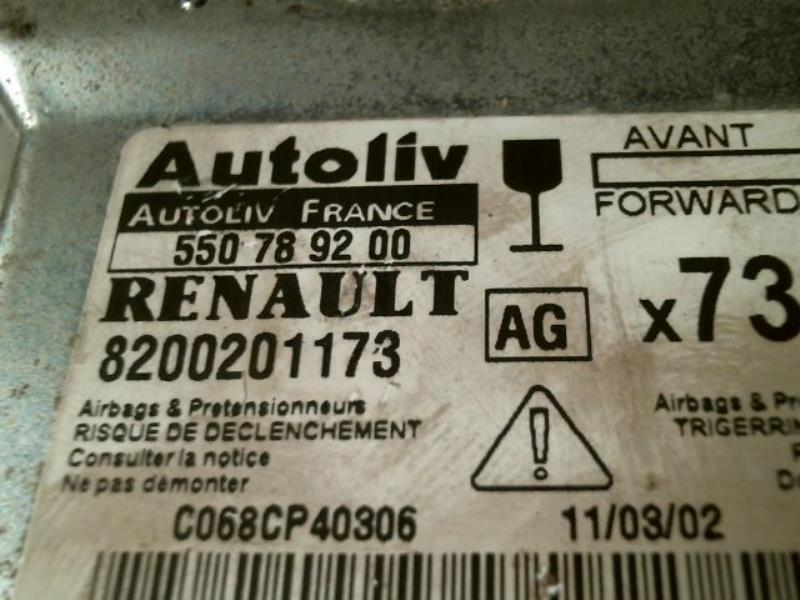 Autoliv
AUTOLIV FRANCE
550 78 92 00
RENAULT
8200201173
AG
AVANT
FORWARD
x73
Airbags & Pretensionneurs
RISQUE DE DECLENCHEMENT
Consulter la notice
Ne pas démonter
Airbags &
C068CP40306
11/03/02